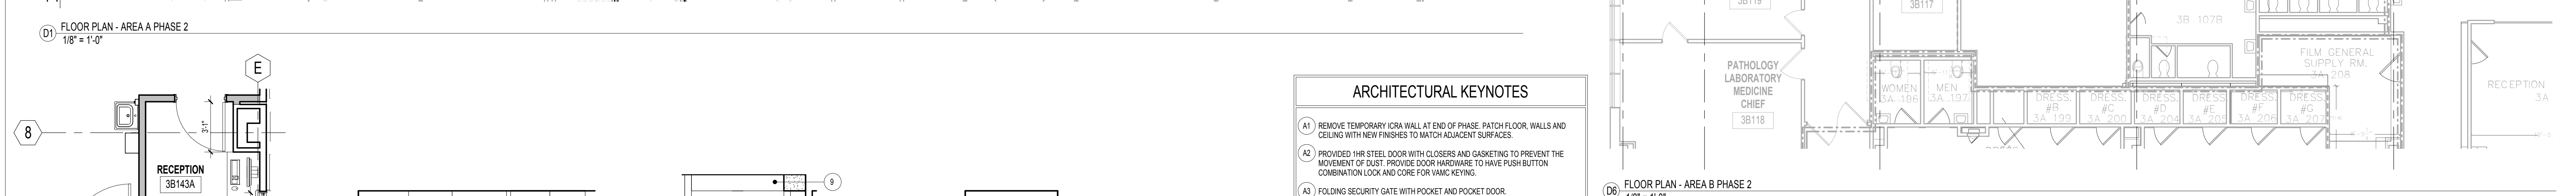 D1 FLOOR PLAN - AREA A PHASE 2
1/8" = 1'-0"
E
8
3'-1"
RECEPTION
3B143A
9
ARCHITECTURAL KEYNOTES
A1 REMOVE TEMPORARY ICRA WALL AT END OF PHASE. PATCH FLOOR, WALLS AND
CEILING WITH NEW FINISHES TO MATCH ADJACENT SURFACES.
A2 PROVIDED 1HR STEEL DOOR WITH CLOSERS AND GASKETING TO PREVENT THE
MOVEMENT OF DUST. PROVIDE DOOR HARDWARE TO HAVE PUSH BUTTON
COMBINATION LOCK AND CORE FOR VAMC KEYING.
A3 FOLDING SECURITY GATE WITH POCKET AND POCKET DOOR.
3B119
3B117
3B 107B
PATHOLOGY
LABORATORY
MEDICINE
CHIEF
3B118
WOMEN
3A 196
MEN
3A 197
DRESS.
#B
3A 199
DRESS.
#C
3A 200
DRESS.
#D
3A 204
DRESS.
#E
3A 205
DRESS.
#F
3A 206
DRESS.
#G
3A 207
FILM GENERAL
SUPPLY RM.
3A 208
RECEPTION
3A
D6 FLOOR PLAN - AREA B PHASE 2